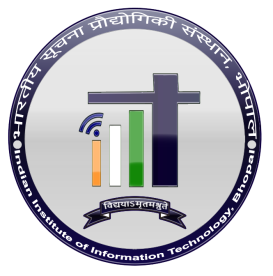 भारतीय सूचना प्रौद्योगिकी संस्थान, भोपाल
विद्ययाऽमृतमश्नुते
Indian Institute of Information Technology, Bhopal